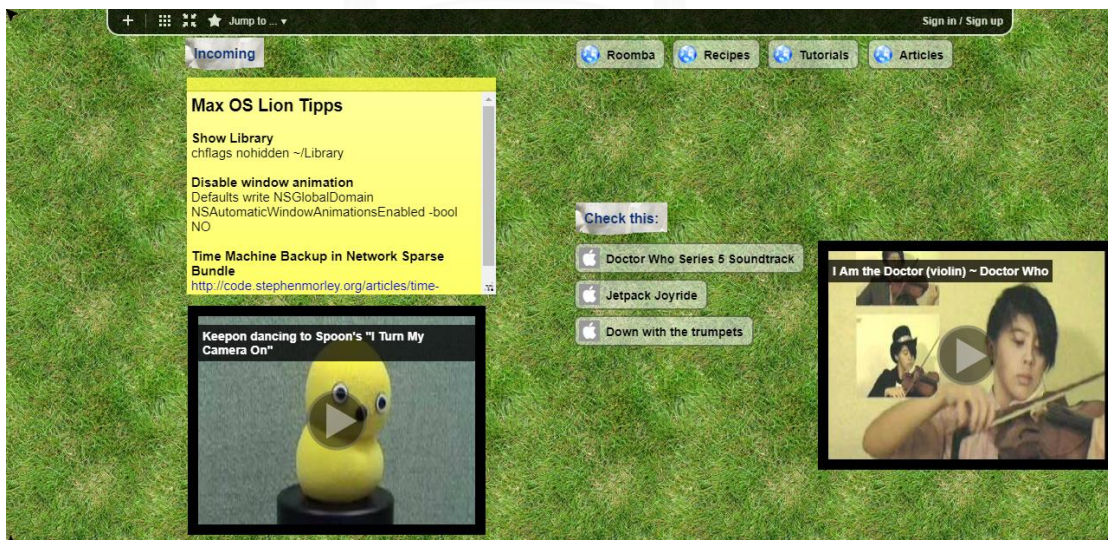 Jump to ... ▾
Sign in / Sign up
Incoming
Roomba
Recipes
Tutorials
Articles
Max OS Lion Tipps
Show Library
chflags nohidden ~/Library
Disable window animation
Defaults write NSGlobalDomain
NSAutomaticWindowAnimationsEnabled -bool
NO
Time Machine Backup in Network Sparse
Bundle
http://code.stephenmorley.org/articles/time-
Keepon dancing to Spoon's "I Turn My
Camera On"
Check this:
Doctor Who Series 5 Soundtrack
Jetpack Joyride
Down with the trumpets
I Am the Doctor (violin) ~ Doctor Who